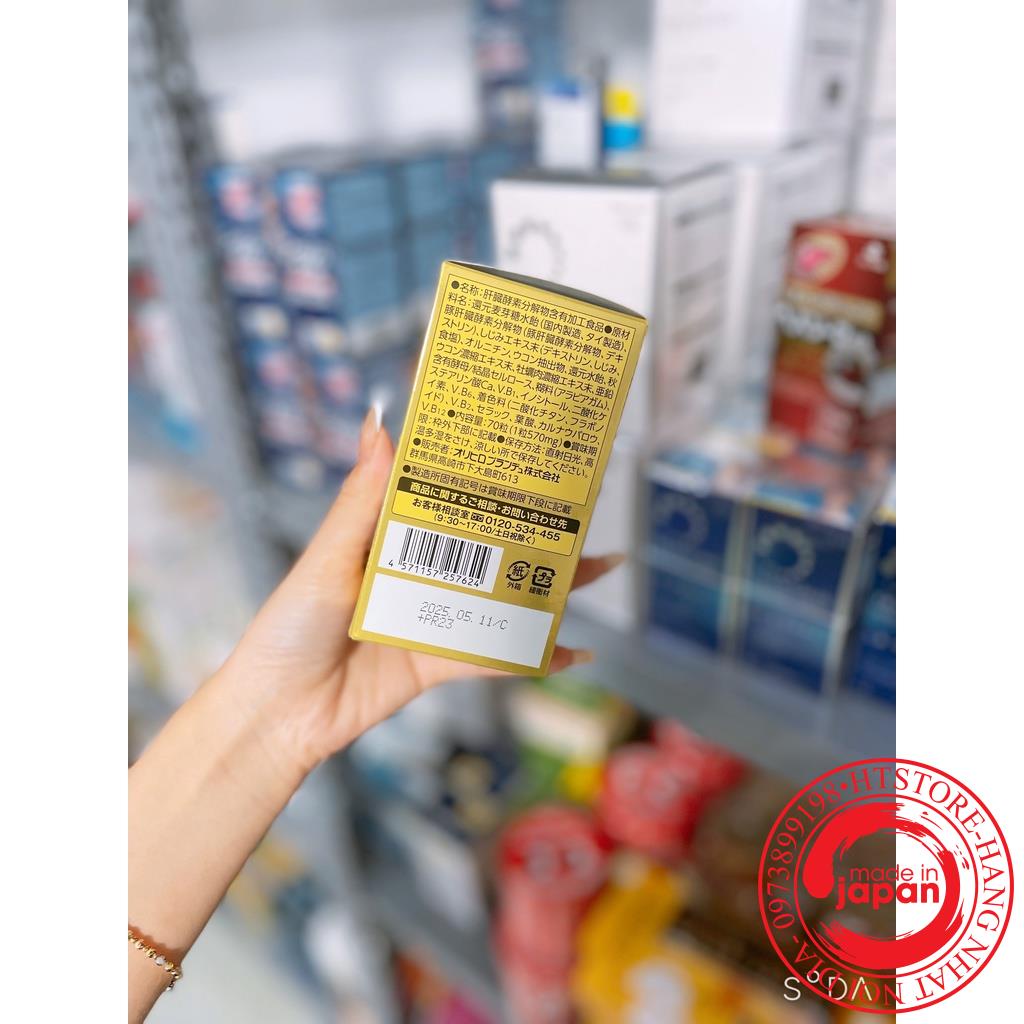 ●名称:肝臓酵素分解物含有加工食品●原材
料名:還元麦芽糖水飴(国内製造、タイ製造)、
豚肝臓酵素分解物(豚肝臓酵素分解物、デキ
ストリン)、しじみエキス末(デキストリン、しじみ、
食塩)、オルニチン、ウコン抽出物、還元水飴、秋
ウコン濃縮エキス末、牡蠣肉濃縮エキス末、亜鉛
含有酵母/結晶セルロース、糊料(アラビアガム)、
ステアリン酸Ca、V.B1、イノシトール、二酸化ケ
イ素、V.B6、着色料(二酸化チタン、フラボノ
イド)、V.B2、セラック、葉酸、カルナウバロウ、
V.B12●内容量:70粒(1粒570mg)●賞味期
限:枠外下部に記載●保存方法:直射日光、高
温多湿をさけ、涼しい所で保存してください。
●販売者:オリヒロプランデュ株式会社
群馬県高崎市下大島町613
●製造所固有記号は賞味期限下段に記載
商品に関するご相談・お問い合わせ先
お客様相談室 0120-534-455
(9:30~17:00/土日祝除く)
4 571157 257624
紙
外箱
プラ
緩衝材
2025.05.11/C
+PR23
HTSTORE-HANG NHAT NOI DIA- 0973899198
made in
japan
SODA